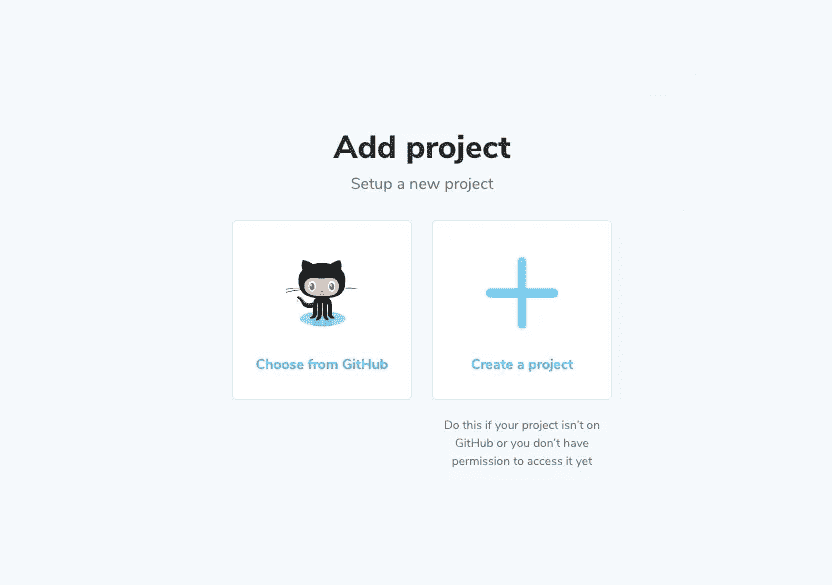 Add project
Setup a new project
Choose from GitHub
Create a project
Do this if your project isn't on
GitHub or you don't have
permission to access it yet